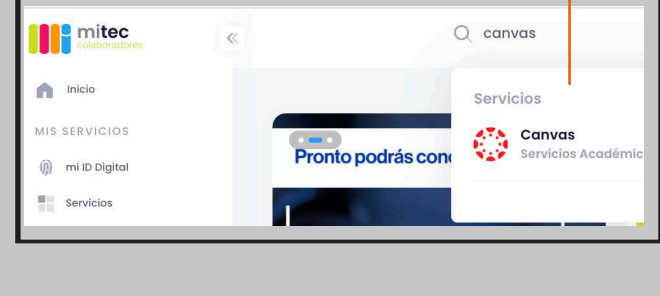 mitec
colaboradores
canvas
Inicio
Servicios
MIS SERVICIOS
Canvas
Servicios Académic
Pronto podrás con
mi ID Digital
Servicios